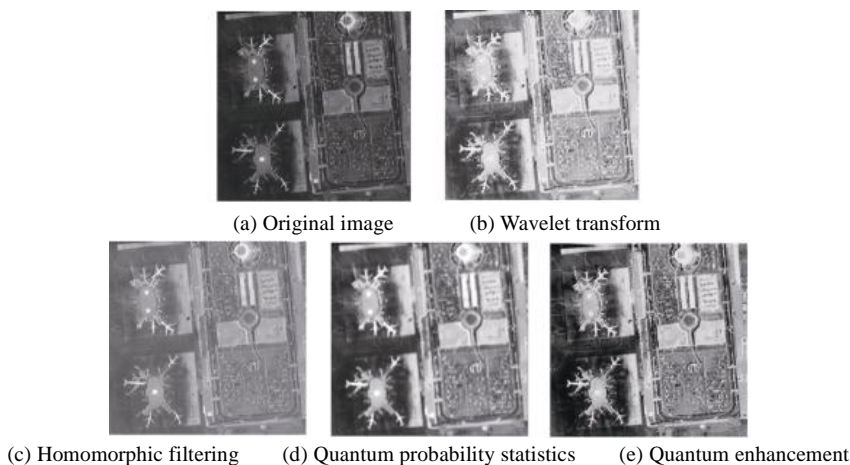 (a) Original image (b) Wavelet transform
(c) Homomorphic filtering (d) Quantum probability statistics (e) Quantum enhancement